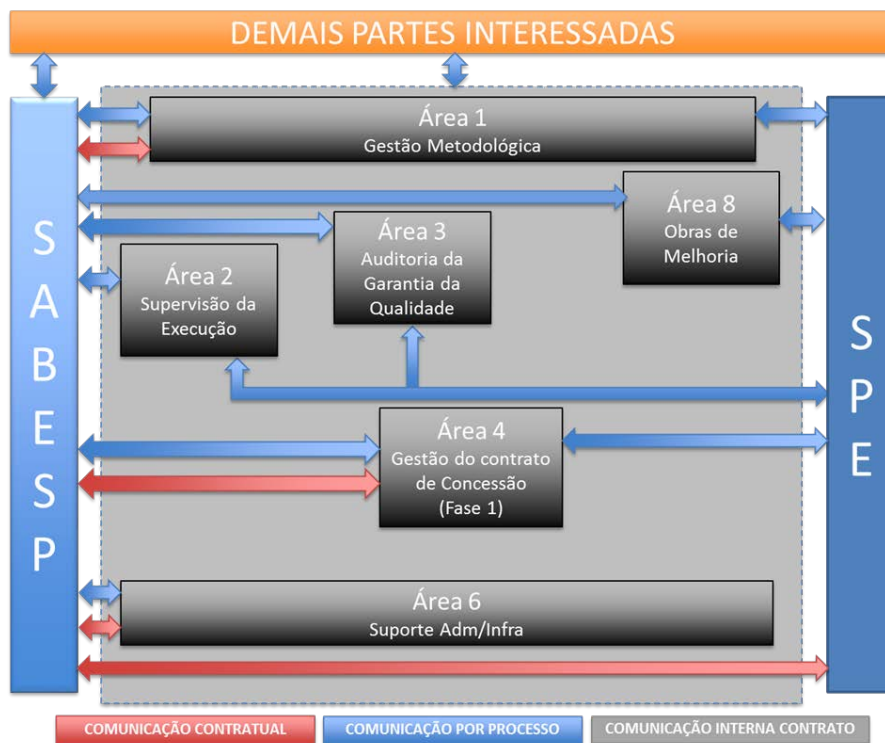 DEMAIS PARTES INTERESSADAS
SABESP
Área 1
Gestão Metodológica
Área 8
Obras de
Melhoria
Área 3
Auditoria da
Garantia da
Qualidade
Área 2
Supervisão da
Execução
SPE
Área 4
Gestão do contrato
de Concessão
(Fase 1)
Área 6
Suporte Adm/Infra
COMUNICAÇÃO CONTRATUAL
COMUNICAÇÃO POR PROCESSO
COMUNICAÇÃO INTERNA CONTRATO